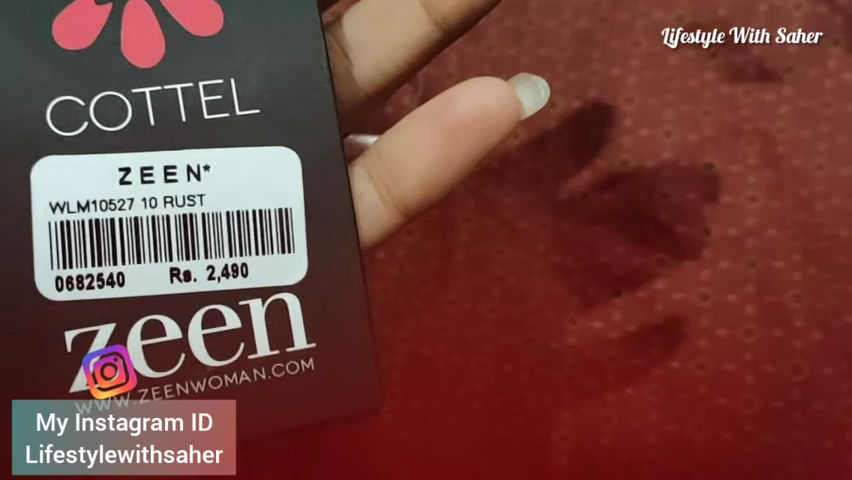 Lifestyle With Saher
COTTEL
ZEEN*
WLM10527 10 RUST
0682540 Rs. 2,490
zeen
WWW.ZEENWOMAN.COM
My Instagram ID
Lifestylewithsaher